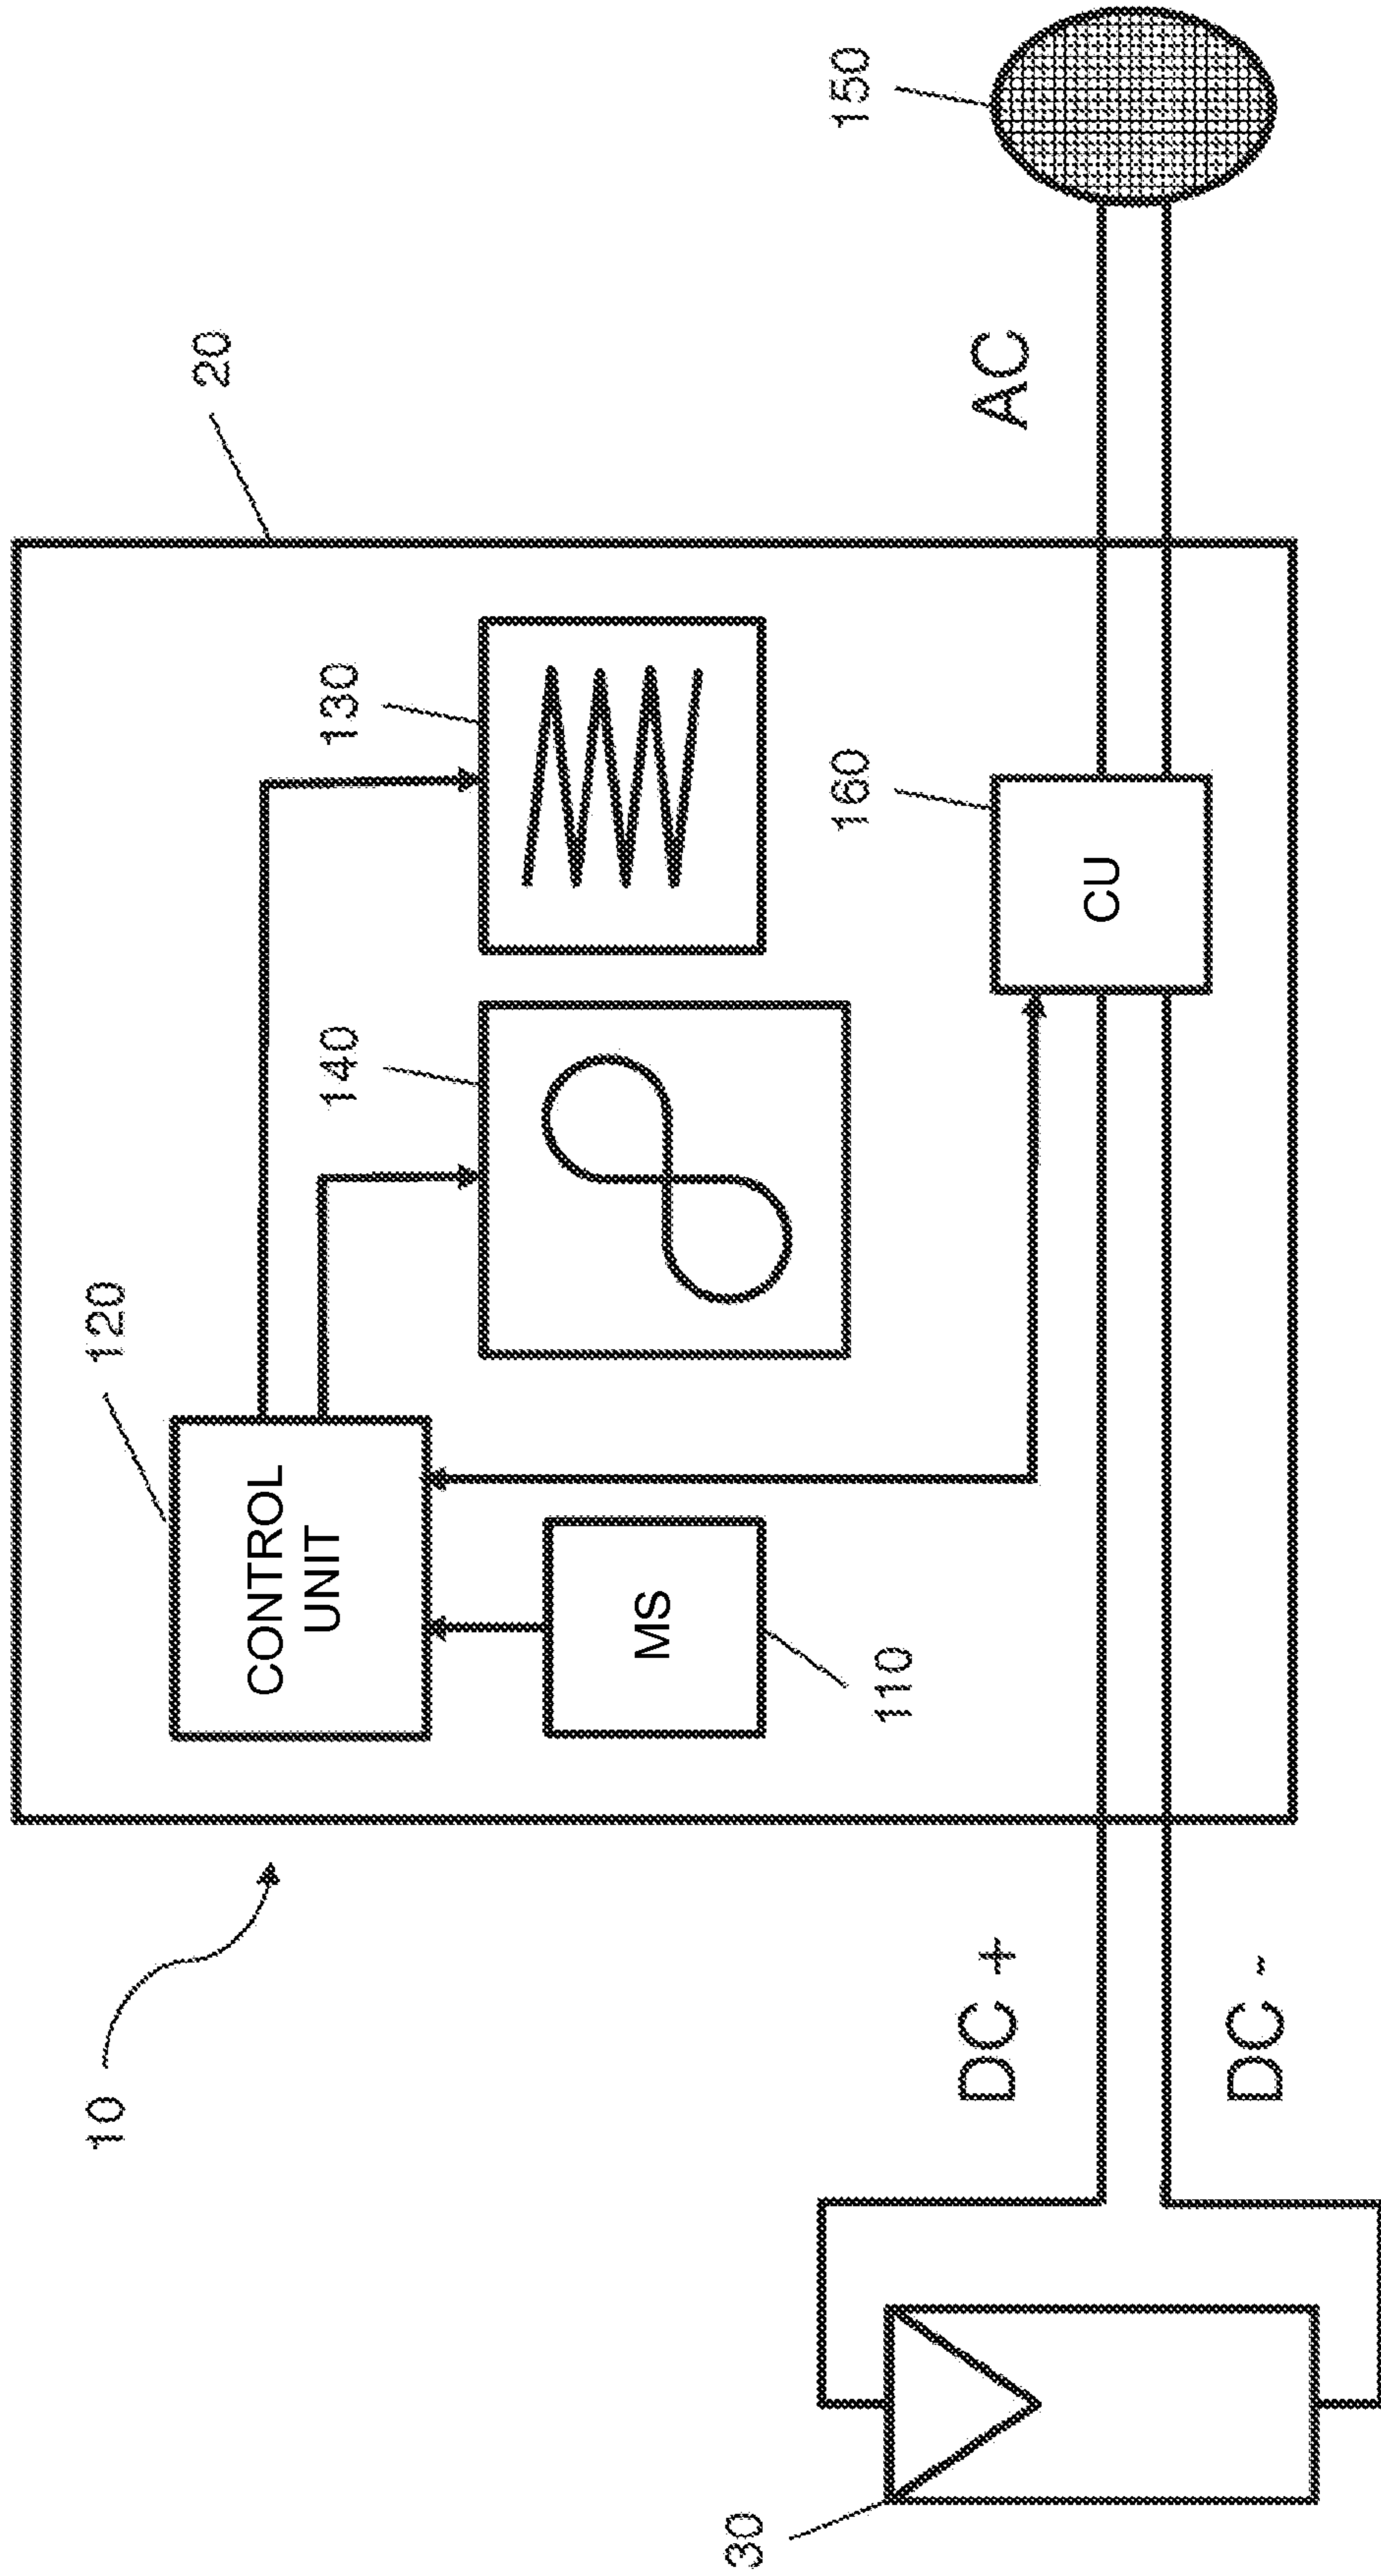 10
20
120
CONTROL
UNIT
140
130
MS
110
160
CU
150
AC
DC +
DC -
30